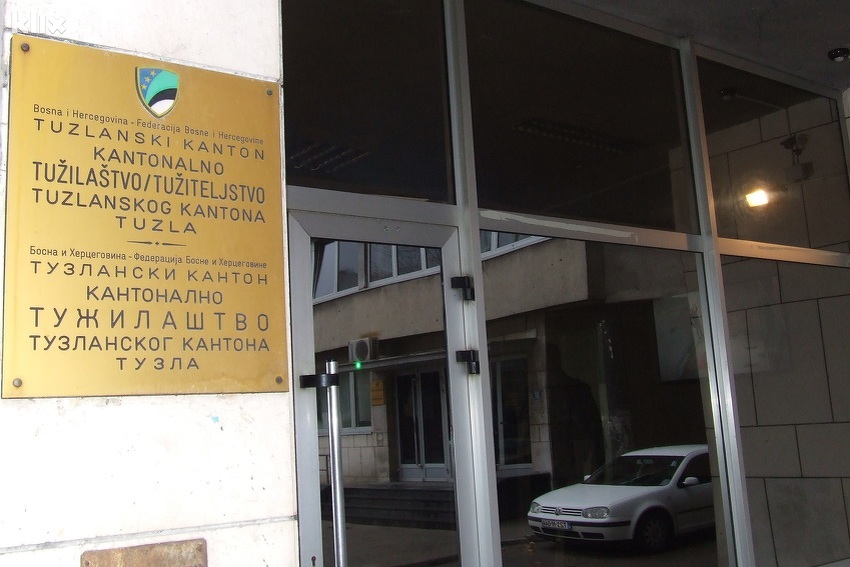 klix
Bosna i Hercegovina - Federacija Bosne i Hercegovine
TUZLANSKI KANTON
KANTONALNO
TUŽILAŠTVO/TUŽITELJSTVO
TUZLANSKOG KANTONA
TUZLA
Босна и Херцеговина - Федерација Босне и Херцеговине
ТУЗЛАНСКИ КАНТОН
КАНТОНАЛНО
ТУЖИЛАШТВО
ТУЗЛАНСКОГ КАНТОНА
ТУЗЛА